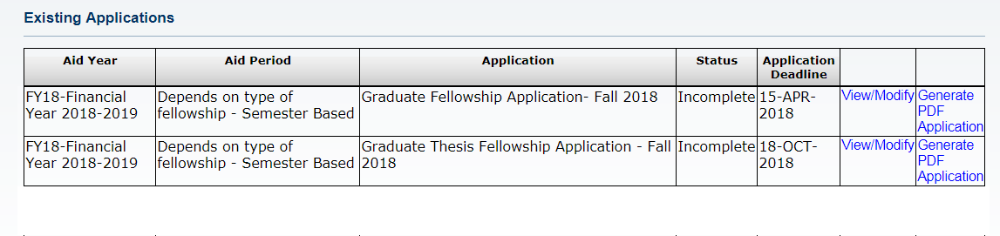 Existing Applications
Aid Year Aid Period Application Status Application Deadline
FY18-Financial Year 2018-2019 Depends on type of fellowship - Semester Based Graduate Fellowship Application- Fall 2018 Incomplete 15-APR-2018 View/Modify Generate PDF Application
FY18-Financial Year 2018-2019 Depends on type of fellowship - Semester Based Graduate Thesis Fellowship Application - Fall 2018 Incomplete 18-OCT-2018 View/Modify Generate PDF Application